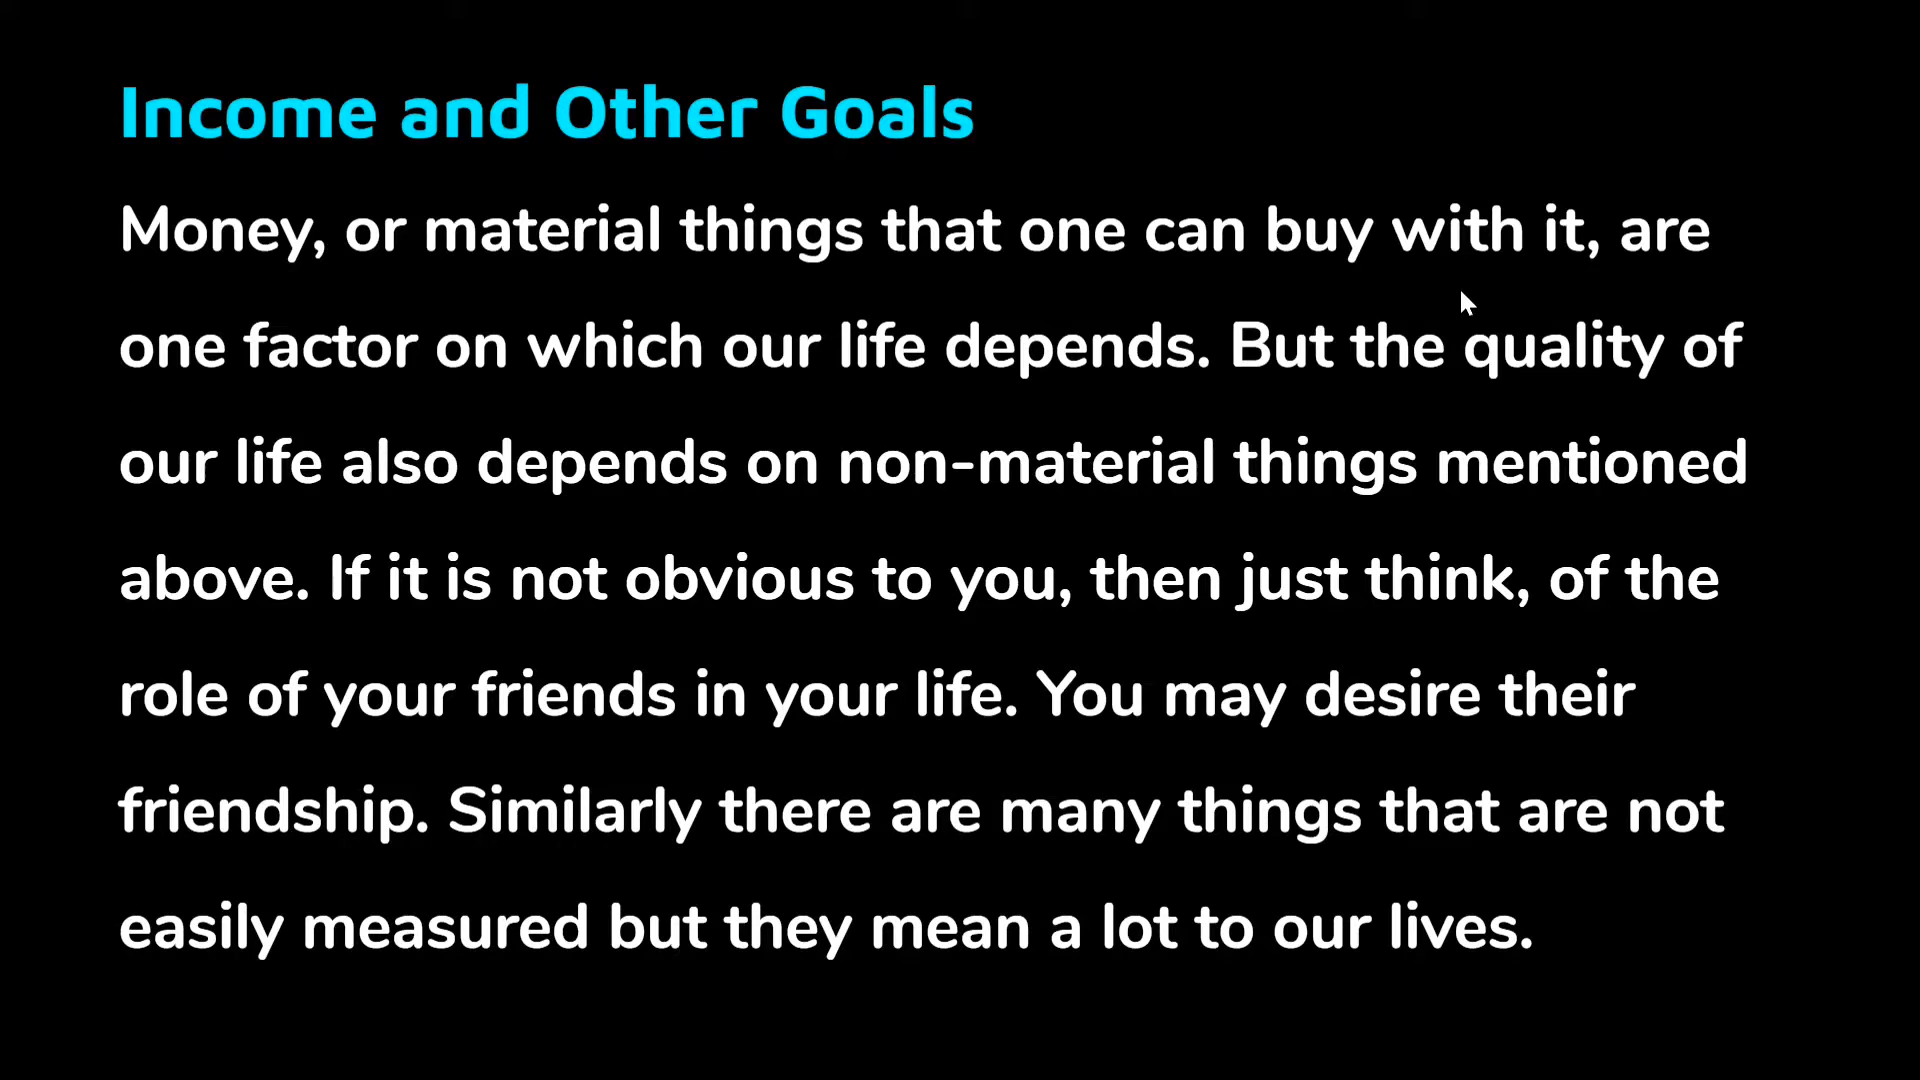 Income and Other Goals
Money, or material things that one can buy with it, are
one factor on which our life depends. But the quality of
our life also depends on non-material things mentioned
above. If it is not obvious to you, then just think, of the
role of your friends in your life. You may desire their
friendship. Similarly there are many things that are not
easily measured but they mean a lot to our lives.